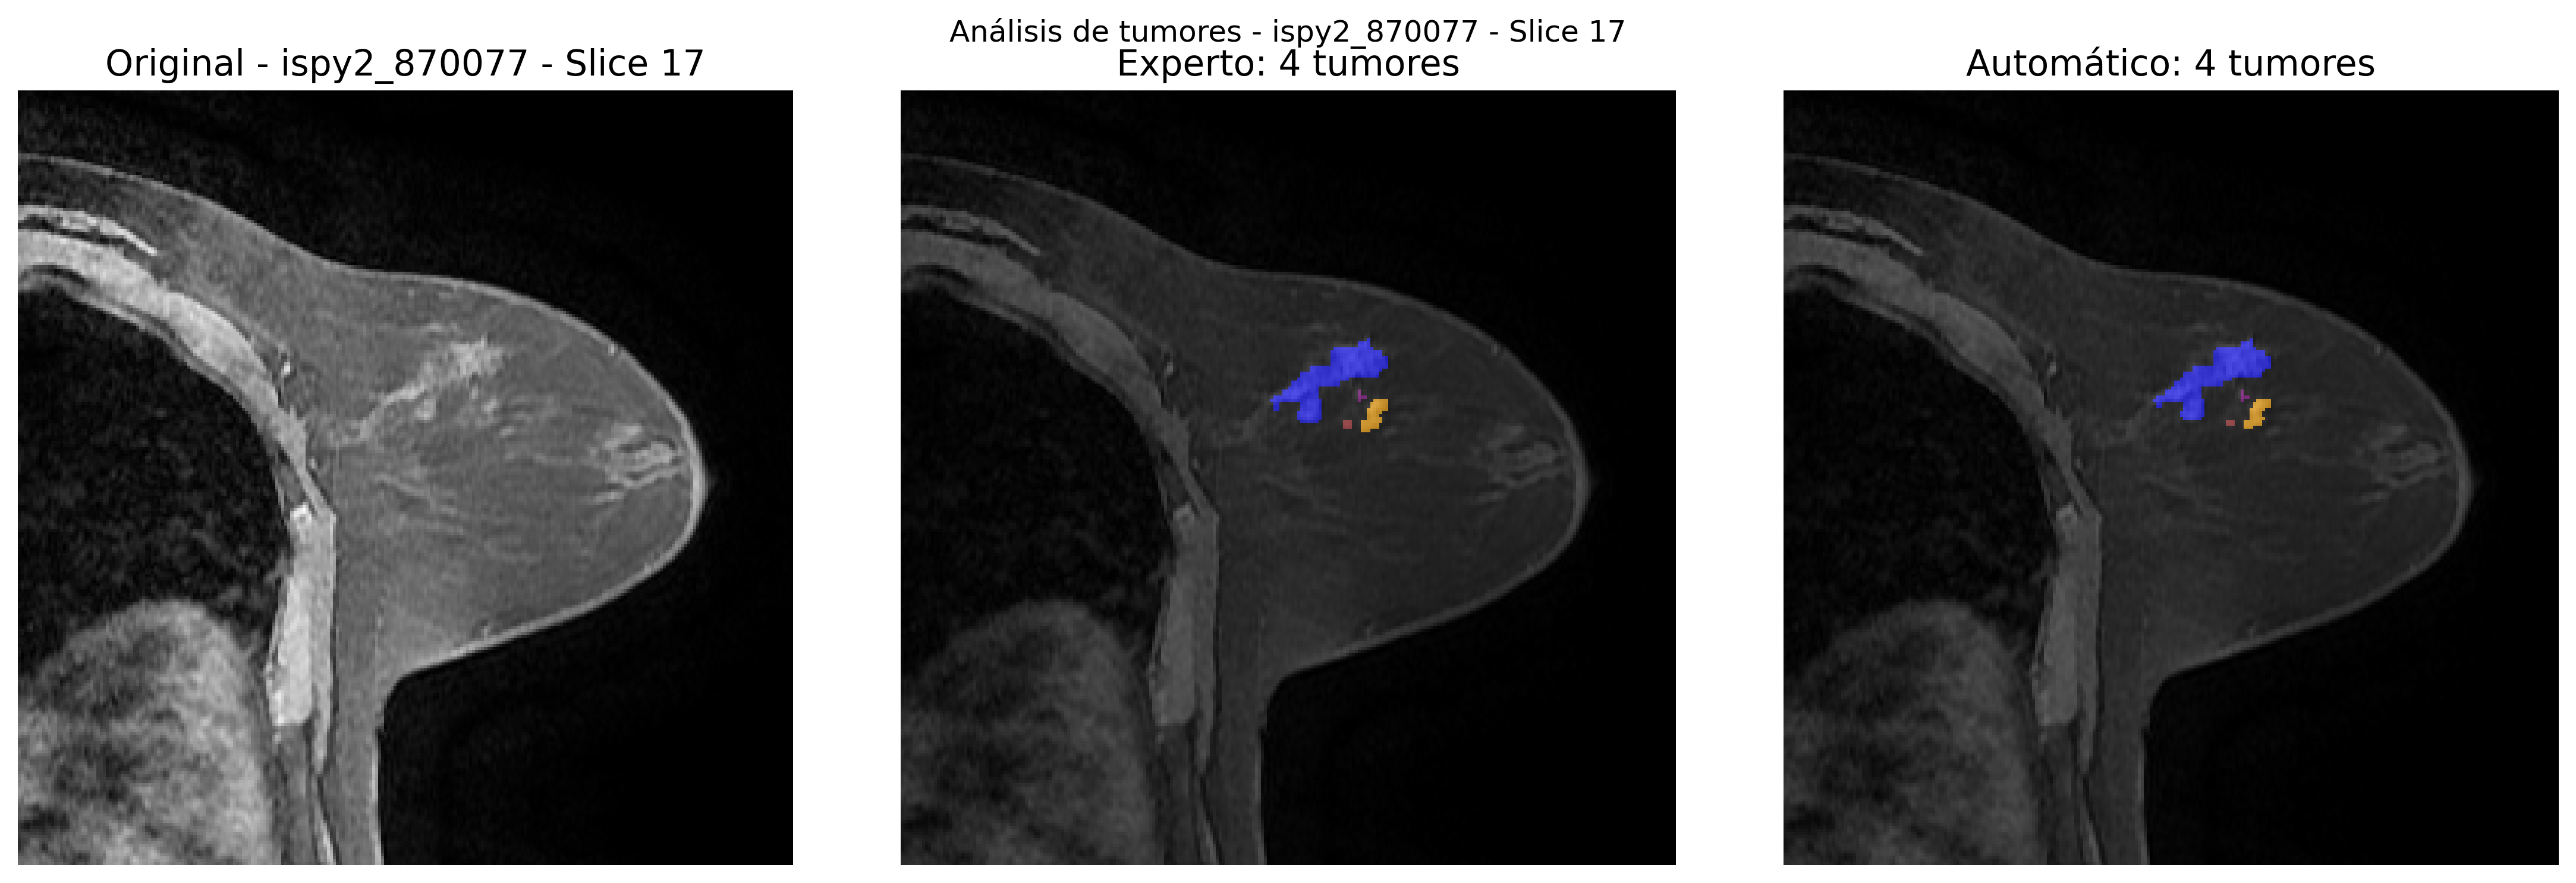 Análisis de tumores - ispy2_870077 - Slice 17
Original - ispy2_870077 - Slice 17
Experto: 4 tumores
Automático: 4 tumores